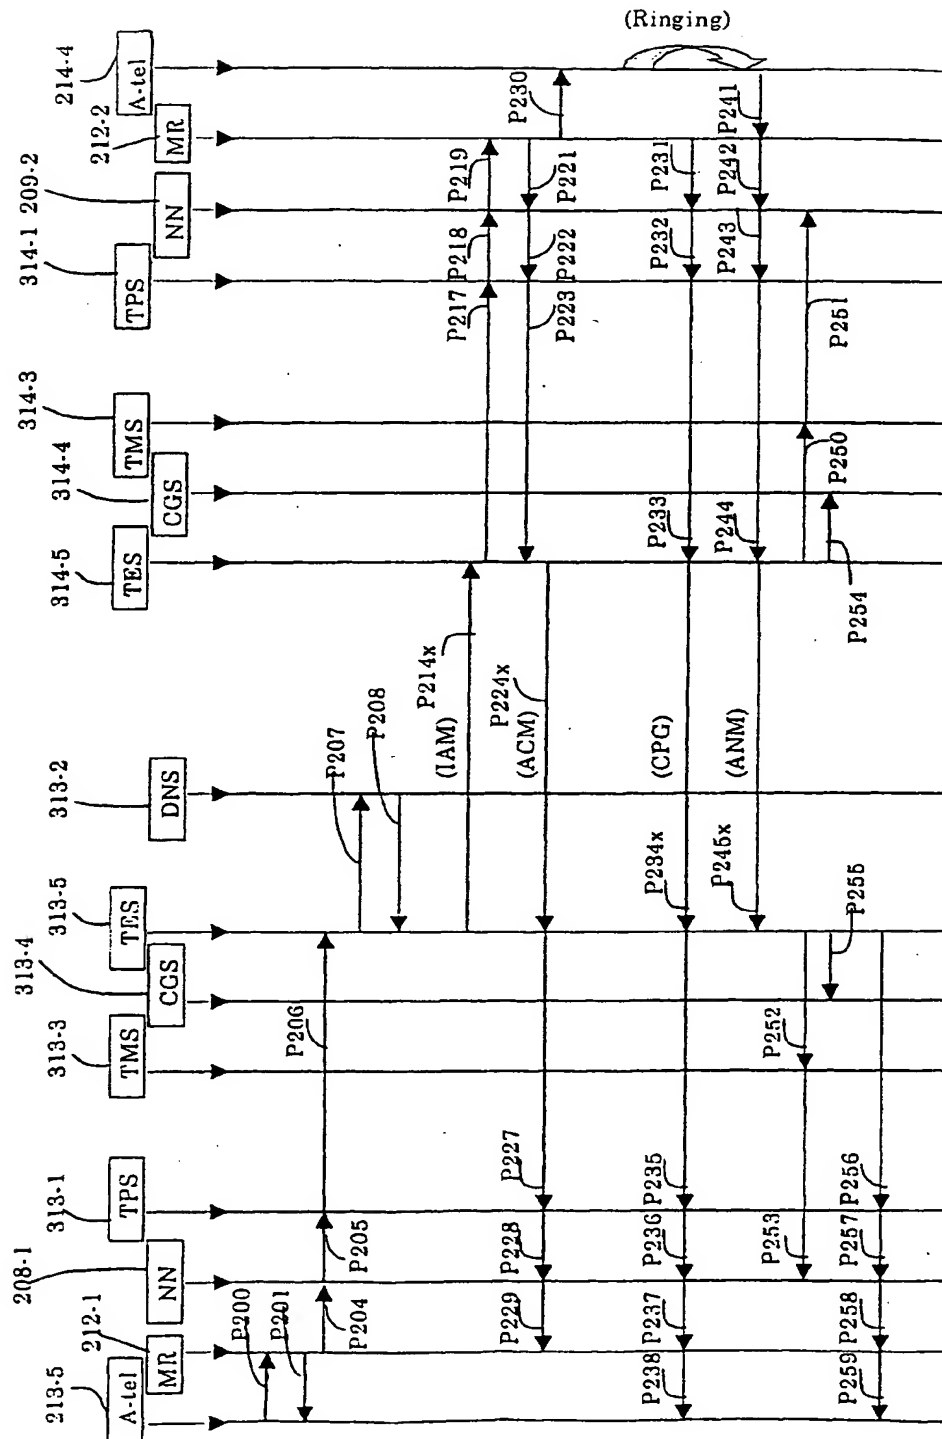 (Ringing)
214-4
A-tel
212-2
MR
209-2
NN
314-1
TPS
314-3
TMS
314-4
CGS
314-5
TES
313-2
DNS
313-5
TES
313-4
CGS
313-3
TMS
313-1
TPS
208-1
NN
212-1
MR
213-5
A-tel
P200
P201
P204
P205
P206
P207
P208
P214x
(IAM)
P217
P218
P219
P221
P222
P223
P224x
(ACM)
P227
P228
P229
P230
P231
P232
P233
(CPG)
P234x
P235
P236
P237
P238
P241
P242
P243
P244
(ANM)
P245x
P250
P251
P252
P253
P254
P255
P256
P257
P258
P259